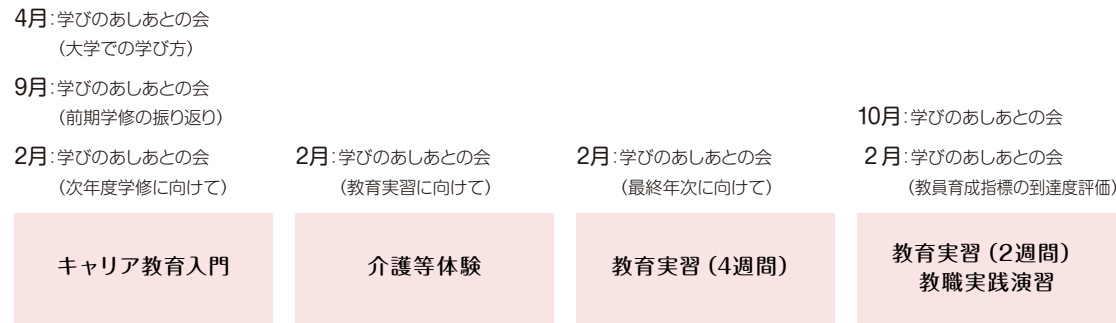 4月:学びのあしあとの会
(大学での学び方)
9月:学びのあしあとの会
(前期学修の振り返り)
2月:学びのあしあとの会
(次年度学修に向けて)
キャリア教育入門
2月:学びのあしあとの会
(教育実習に向けて)
介護等体験
2月:学びのあしあとの会
(最終年次に向けて)
教育実習(4週間)
10月:学びのあしあとの会
2月:学びのあしあとの会
(教員育成指標の到達度評価)
教育実習(2週間)
教職実践演習